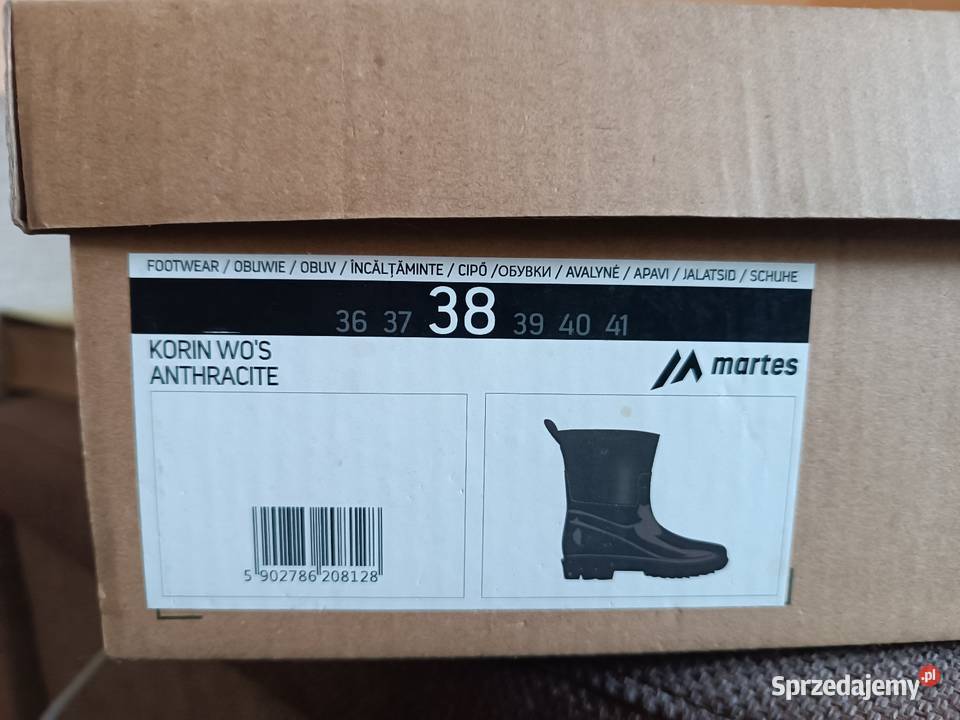 FOOTWEAR / OBUWIE / OBUV / ÎNCĂLȚĂMINTE / CIPŐ /ОБУВКИ / AVALYNĖ / APAVI / JALATSID / SCHUHE
36 37 38 39 40 41
KORIN WO'S
ANTHRACITE
martes
5 902786 208128
Sprzedajemy.pl